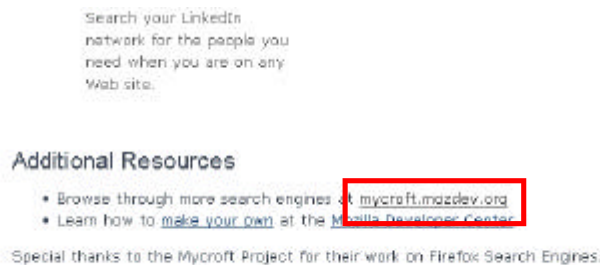 Search your LinkedIn
network for the people you
need when you are on any
Web site.
Additional Resources
• Browse through more search engines at mycroft.mozdev.org
• Learn how to make your own at the Mozilla Developer Center
Special thanks to the Mycroft Project for their work on Firefox Search Engines.